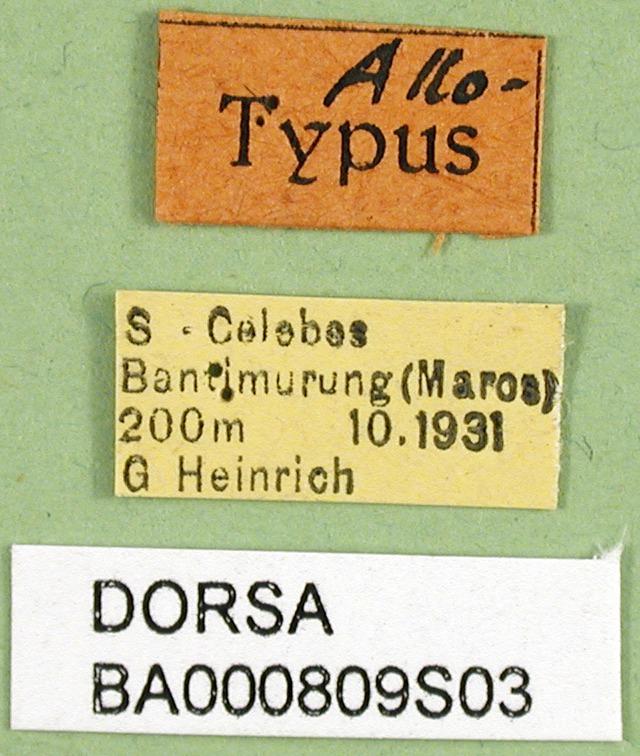 Allo-
Typus
S - Celebes
Bantimurung (Maros)
200m 10.1931
G Heinrich
DORSA
BA000809S03